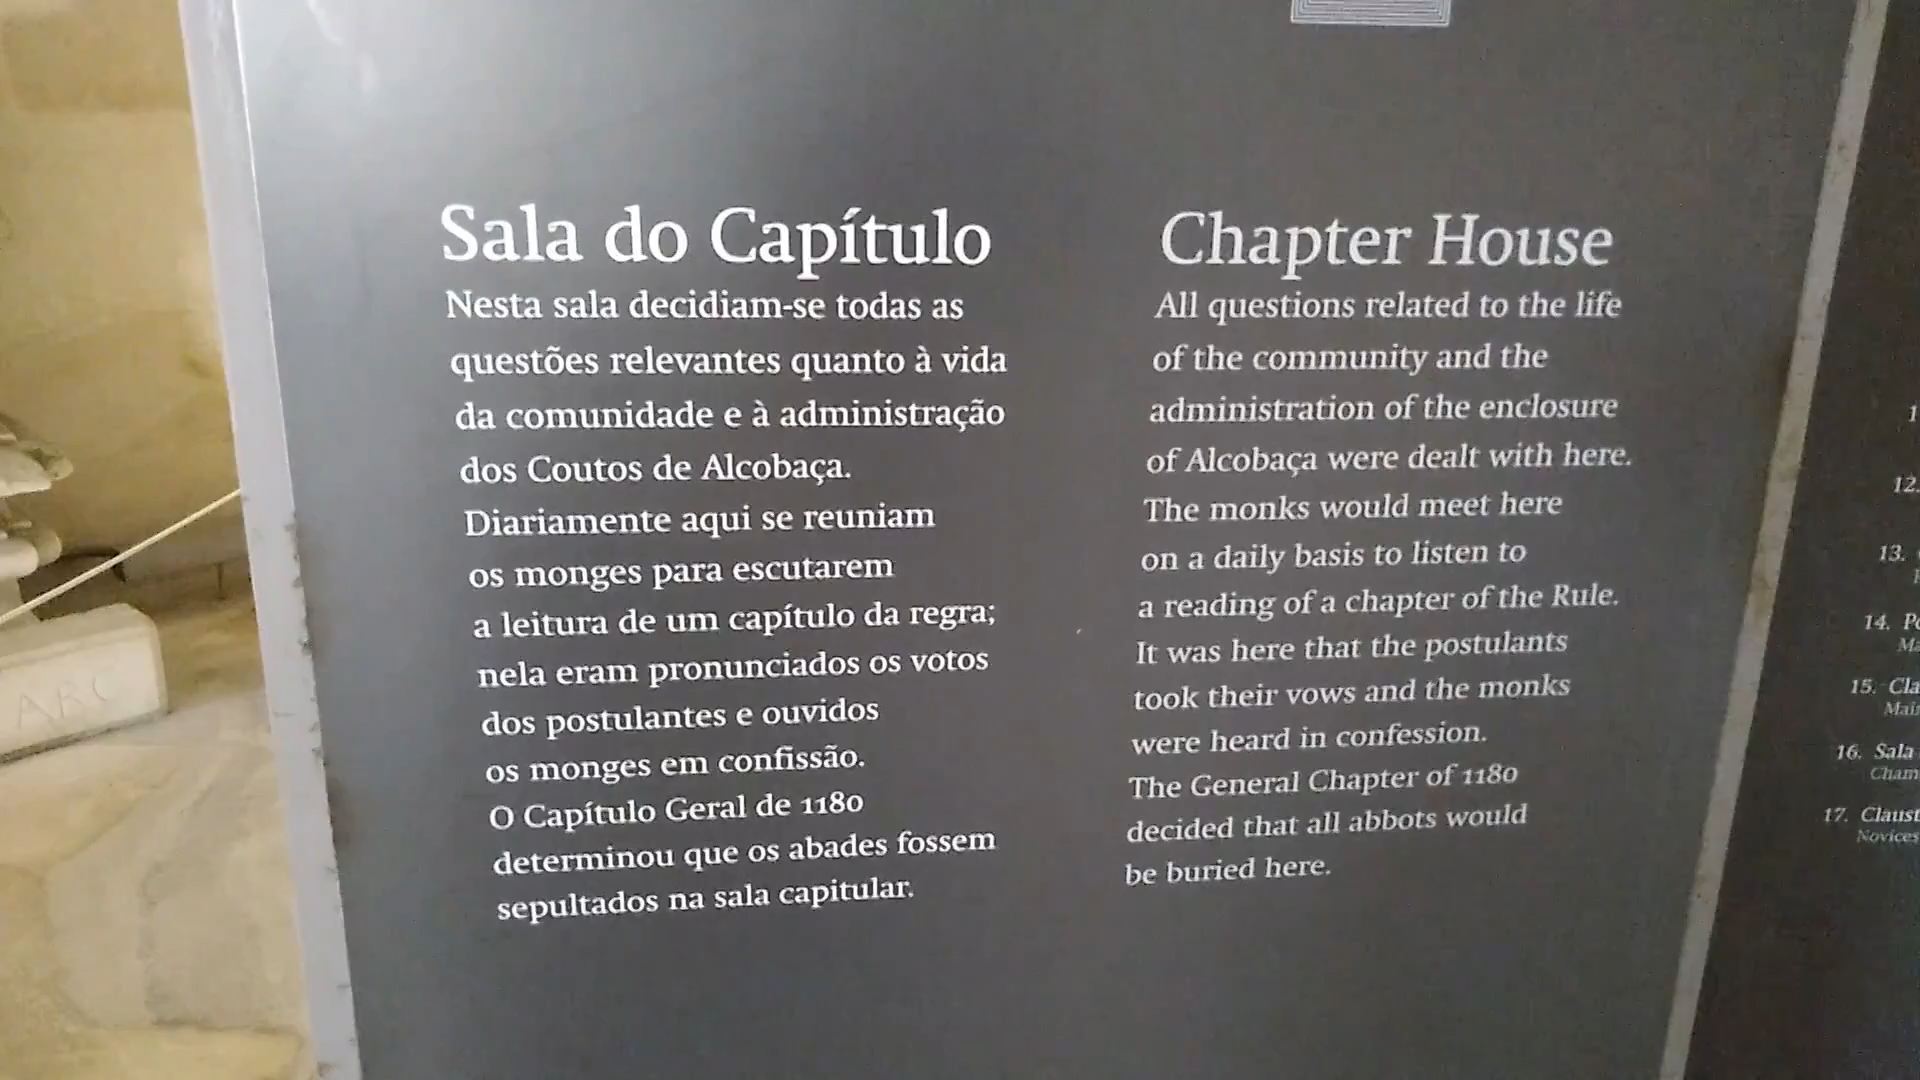 Sala do Capítulo
Nesta sala decidiam-se todas as
questões relevantes quanto à vida
da comunidade e à administração
dos Coutos de Alcobaça.
Diariamente aqui se reuniam
os monges para escutarem
a leitura de um capítulo da regra;
nela eram pronunciados os votos
dos postulantes e ouvidos
os monges em confissão.
O Capítulo Geral de 1180
determinou que os abades fossem
sepultados na sala capitular.
Chapter House
All questions related to the life
of the community and the
administration of the enclosure
of Alcobaça were dealt with here.
The monks would meet here
on a daily basis to listen to
a reading of a chapter of the Rule.
It was here that the postulants
took their vows and the monks
were heard in confession.
The General Chapter of 1180
decided that all abbots would
be buried here.
12.
13.
14.
15.
16. Sala
17.
Novices
ARC